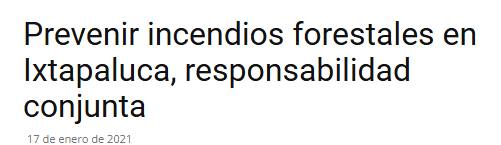 Prevenir incendios forestales en
Ixtapaluca, responsabilidad
conjunta
17 de enero de 2021